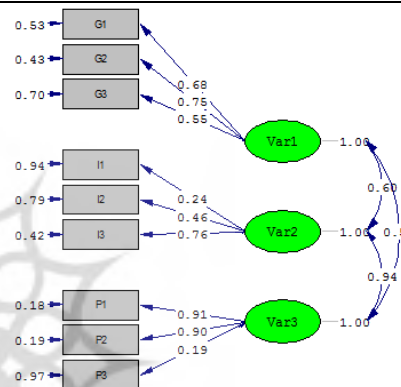 0.53 G1
0.43 G2
0.70 G3
0.68
0.75
0.55
Var1 1.00
0.94 I1
0.79 I2
0.42 I3
0.24
0.46
0.76
Var2 1.00
0.60
0.94
0.18 P1
0.19 P2
0.97 P3
0.91
0.90
0.19
Var3 1.00